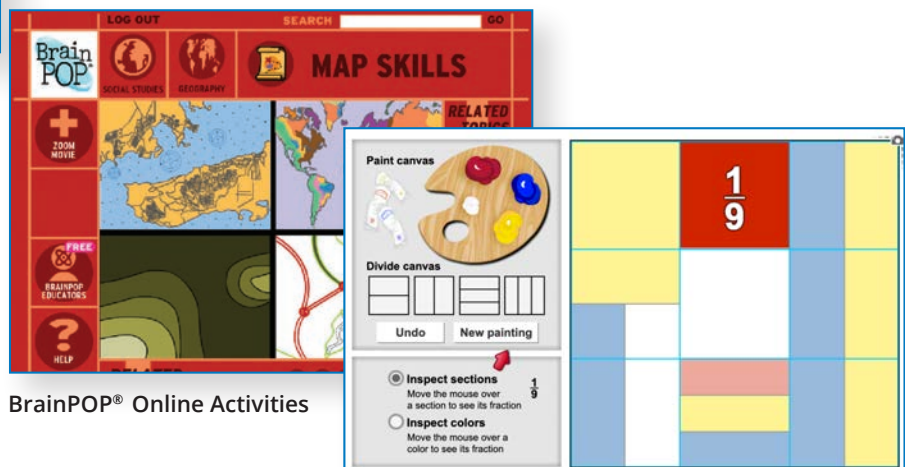 LOG OUT
SEARCH
GO
Brain
POP®
SOCIAL STUDIES
GEOGRAPHY
MAP SKILLS
ZOOM
MOVIE
RELATED
FREE
BRAINPOP
EDUCATORS
HELP
BrainPOP® Online Activities
Paint canvas
Divide canvas
Undo
New painting
Inspect sections
Move the mouse over
a section to see its fraction
1
9
Inspect colors
Move the mouse over a
color to see its fraction
1
9